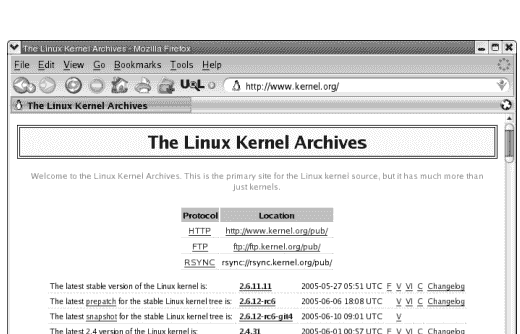 The Linux Kernel Archives - Mozilla Firefox
File Edit View Go Bookmarks Tools Help
URL http://www.kernel.org/
The Linux Kernel Archives
The Linux Kernel Archives
Welcome to the Linux Kernel Archives. This is the primary site for the Linux kernel source, but it has much more than
just kernels.
Protocol Location
HTTP http://www.kernel.org/pub/
FTP ftp://ftp.kernel.org/pub/
RSYNC rsync://rsync.kernel.org/pub/
The latest stable version of the Linux kernel is: 2.6.11.11 2005-05-27 05:51 UTC F V VI C Changelog
The latest prepatch for the stable Linux kernel tree is: 2.6.12-rc6 2005-06-06 18:08 UTC V VI C Changelog
The latest snapshot for the stable Linux kernel tree is: 2.6.12-rc6-git4 2005-06-10 09:01 UTC V
The latest 2.4 version of the Linux kernel is: 2.4.31 2005-06-01 00:57 UTC F V VI C Changelog